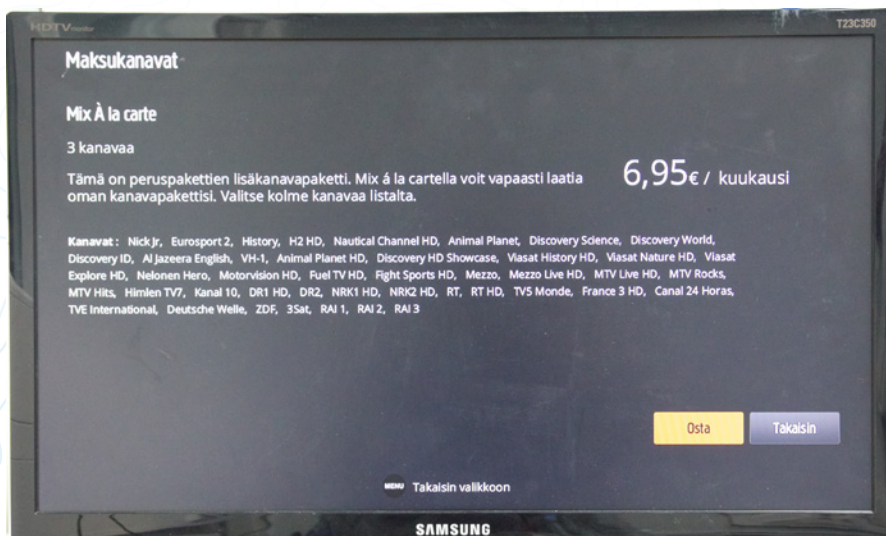 HDTV monitor
T23C350
Maksukanavat
Mix À la carte
3 kanavaa
Tämä on peruspakettien lisäkanavapaketti. Mix á la cartella voit vapaasti laatia
oman kanavapakettisi. Valitse kolme kanavaa listalta.
6,95€ / kuukausi
Kanavat : Nick Jr, Eurosport 2, History, H2 HD, Nautical Channel HD, Animal Planet, Discovery Science, Discovery World,
Discovery ID, Al Jazeera English, VH-1, Animal Planet HD, Discovery HD Showcase, Viasat History HD, Viasat Nature HD, Viasat
Explore HD, Nelonen Hero, Motorvision HD, Fuel TV HD, Fight Sports HD, Mezzo, Mezzo Live HD, MTV Live HD, MTV Rocks,
MTV Hits, Himlen TV7, Kanal 10, DR1 HD, DR2, NRK1 HD, NRK2 HD, RT, RT HD, TV5 Monde, France 3 HD, Canal 24 Horas,
TVE International, Deutsche Welle, ZDF, 3Sat, RAI 1, RAI 2, RAI 3
Osta
Takaisin
MENU Takaisin valikkoon
SAMSUNG